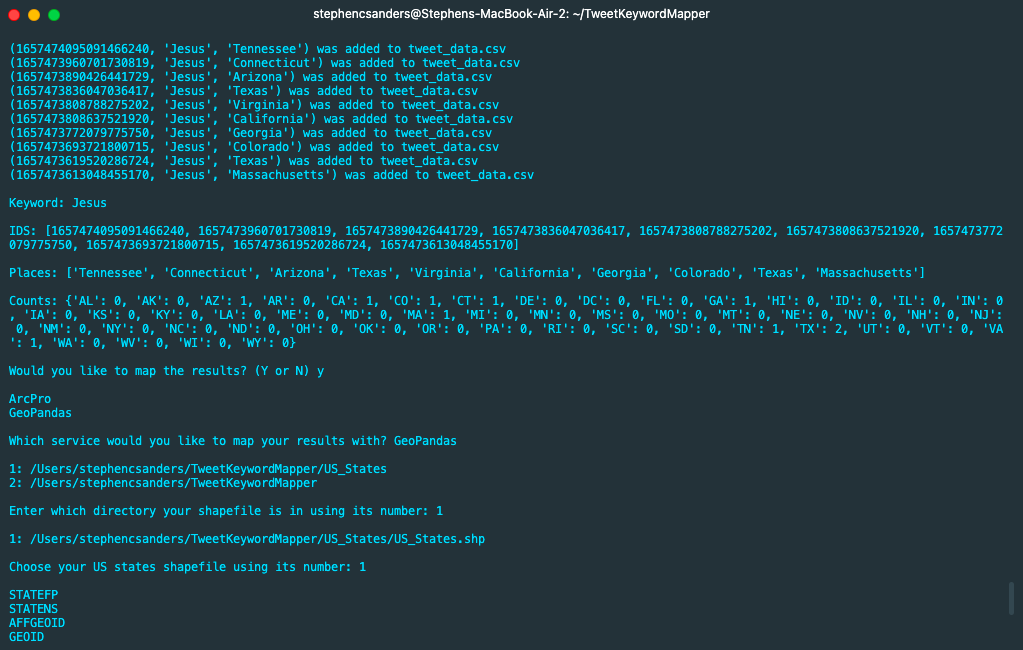 stephencsanders@Stephens-MacBook-Air-2: ~/TweetKeywordMapper
(1657474095091466240, 'Jesus', 'Tennessee') was added to tweet_data.csv
(1657473960701730819, 'Jesus', 'Connecticut') was added to tweet_data.csv
(1657473890426441729, 'Jesus', 'Arizona') was added to tweet_data.csv
(1657473836047036417, 'Jesus', 'Texas') was added to tweet_data.csv
(1657473808788275202, 'Jesus', 'Virginia') was added to tweet_data.csv
(1657473808637521920, 'Jesus', 'California') was added to tweet_data.csv
(1657473772079775750, 'Jesus', 'Georgia') was added to tweet_data.csv
(1657473693721800715, 'Jesus', 'Colorado') was added to tweet_data.csv
(1657473619520286724, 'Jesus', 'Texas') was added to tweet_data.csv
(1657473613048455170, 'Jesus', 'Massachusetts') was added to tweet_data.csv
Keyword: Jesus
IDS: [1657474095091466240, 1657473960701730819, 1657473890426441729, 1657473836047036417, 1657473808788275202, 1657473808637521920, 1657473772
079775750, 1657473693721800715, 1657473619520286724, 1657473613048455170]
Places: ['Tennessee', 'Connecticut', 'Arizona', 'Texas', 'Virginia', 'California', 'Georgia', 'Colorado', 'Texas', 'Massachusetts']
Counts: {'AL': 0, 'AK': 0, 'AZ': 1, 'AR': 0, 'CA': 1, 'CO': 1, 'CT': 1, 'DE': 0, 'DC': 0, 'FL': 0, 'GA': 1, 'HI': 0, 'ID': 0, 'IL': 0, 'IN': 0
, 'IA': 0, 'KS': 0, 'KY': 0, 'LA': 0, 'ME': 0, 'MD': 0, 'MA': 1, 'MI': 0, 'MN': 0, 'MS': 0, 'MO': 0, 'MT': 0, 'NE': 0, 'NV': 0, 'NH': 0, 'NJ':
0, 'NM': 0, 'NY': 0, 'NC': 0, 'ND': 0, 'OH': 0, 'OK': 0, 'OR': 0, 'PA': 0, 'RI': 0, 'SC': 0, 'SD': 0, 'TN': 1, 'TX': 2, 'UT': 0, 'VT': 0, 'VA
': 1, 'WA': 0, 'WV': 0, 'WI': 0, 'WY': 0}
Would you like to map the results? (Y or N) y
ArcPro
GeoPandas
Which service would you like to map your results with? GeoPandas
1: /Users/stephencsanders/TweetKeywordMapper/US_States
2: /Users/stephencsanders/TweetKeywordMapper
Enter which directory your shapefile is in using its number: 1
1: /Users/stephencsanders/TweetKeywordMapper/US_States/US_States.shp
Choose your US states shapefile using its number: 1
STATEFP
STATENS
AFFGEOID
GEOID